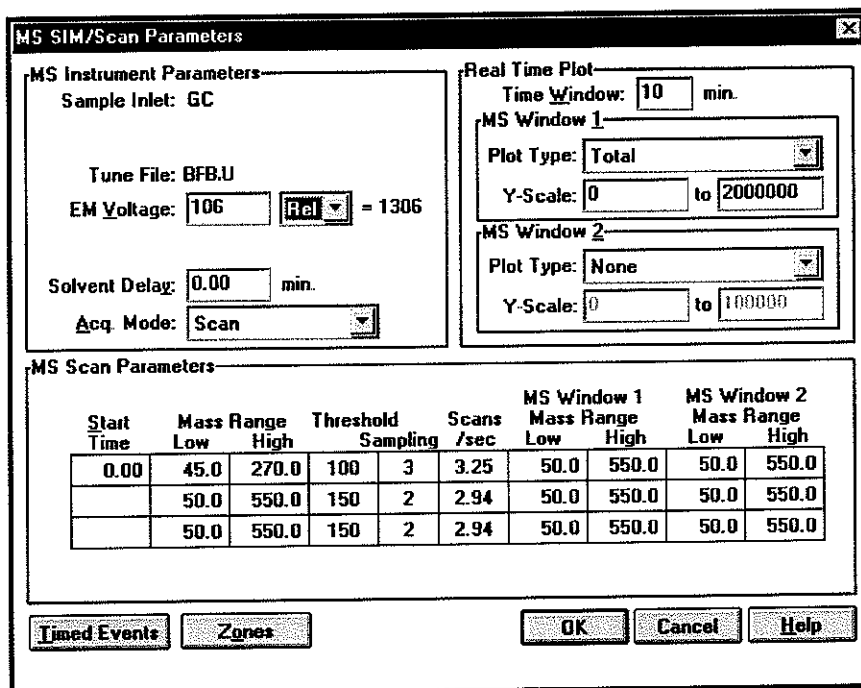 MS SIM/Scan Parameters
MS Instrument Parameters
Sample Inlet: GC
Tune File: BFB.U
EM Voltage: 106 Rel = 1306
Solvent Delay: 0.00 min.
Acq. Mode: Scan
Real Time Plot
Time Window: 10 min.
MS Window 1
Plot Type: Total
Y-Scale: 0 to 2000000
MS Window 2
Plot Type: None
Y-Scale: 0 to 100000
MS Scan Parameters
MS Window 1 MS Window 2
Start Mass Range Threshold Scans Mass Range Mass Range
Time Low High Sampling /sec Low High Low High
0.00 45.0 270.0 100 3 3.25 50.0 550.0 50.0 550.0
50.0 550.0 150 2 2.94 50.0 550.0 50.0 550.0
50.0 550.0 150 2 2.94 50.0 550.0 50.0 550.0
Timed Events Zones OK Cancel Help